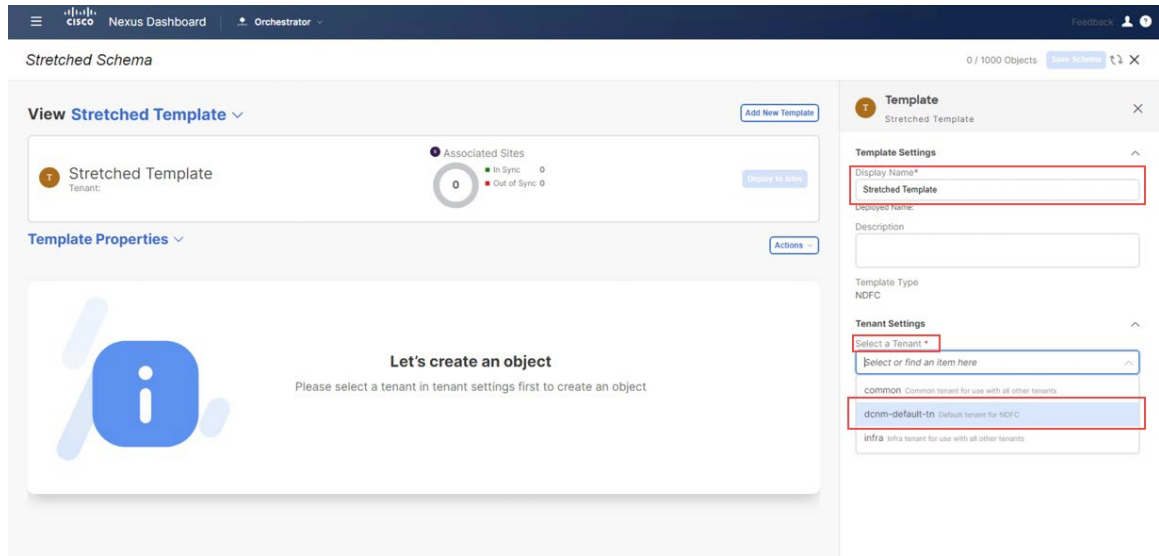 cisco Nexus Dashboard Orchestrator Feedback
Stretched Schema
0 / 1000 Objects Save Schema
View Stretched Template
Add New Template
T Stretched Template
Tenant:
Associated Sites
0
In Sync 0
Out of Sync 0
Deploy to sites
Template Properties
Actions
Let's create an object
Please select a tenant in tenant settings first to create an object
T Template
Stretched Template
Template Settings
Display Name*
Stretched Template
Deployed Name:
Description
Template Type
NDFC
Tenant Settings
Select a Tenant *
Select or find an item here
common Common tenant for use with all other tenants
dcnm-default-tn Default tenant for NDFC
infra Infra tenant for use with all other tenants